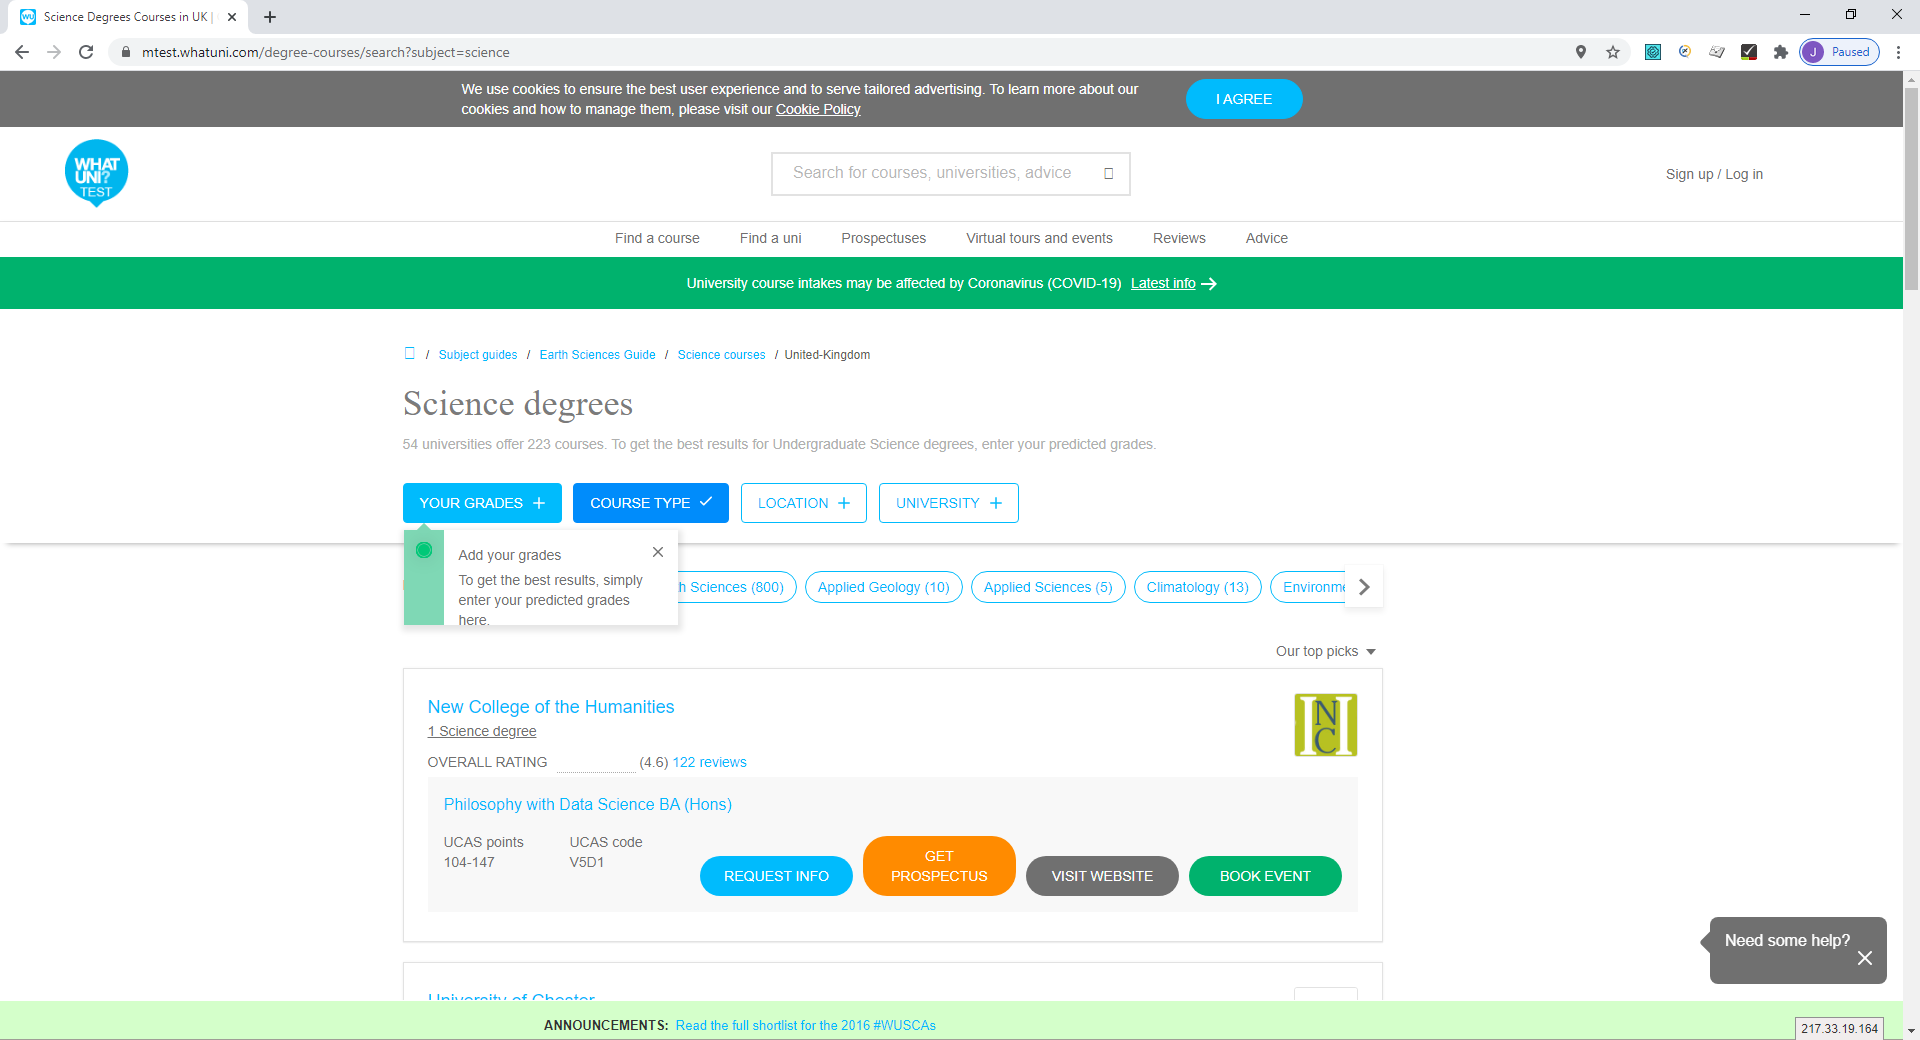 Science Degrees Courses in UK |
mtest.whatuni.com/degree-courses/search?subject=science
J Paused
We use cookies to ensure the best user experience and to serve tailored advertising. To learn more about our
cookies and how to manage them, please visit our Cookie Policy
I AGREE
WHAT
UNI?
TEST
Search for courses, universities, advice
Sign up / Log in
Find a course Find a uni Prospectuses Virtual tours and events Reviews Advice
University course intakes may be affected by Coronavirus (COVID-19) Latest info
/ Subject guides / Earth Sciences Guide / Science courses / United-Kingdom
Science degrees
54 universities offer 223 courses. To get the best results for Undergraduate Science degrees, enter your predicted grades.
YOUR GRADES COURSE TYPE LOCATION UNIVERSITY
Add your grades
To get the best results, simply
enter your predicted grades
here.
h Sciences (800) Applied Geology (10) Applied Sciences (5) Climatology (13) Environme
Our top picks
New College of the Humanities
1 Science degree
NCH
OVERALL RATING (4.6) 122 reviews
Philosophy with Data Science BA (Hons)
UCAS points UCAS code
104-147 V5D1
REQUEST INFO
GET
PROSPECTUS
VISIT WEBSITE
BOOK EVENT
Need some help?
University of Chester
ANNOUNCEMENTS: Read the full shortlist for the 2016 #WUSCAs
217.33.19.164